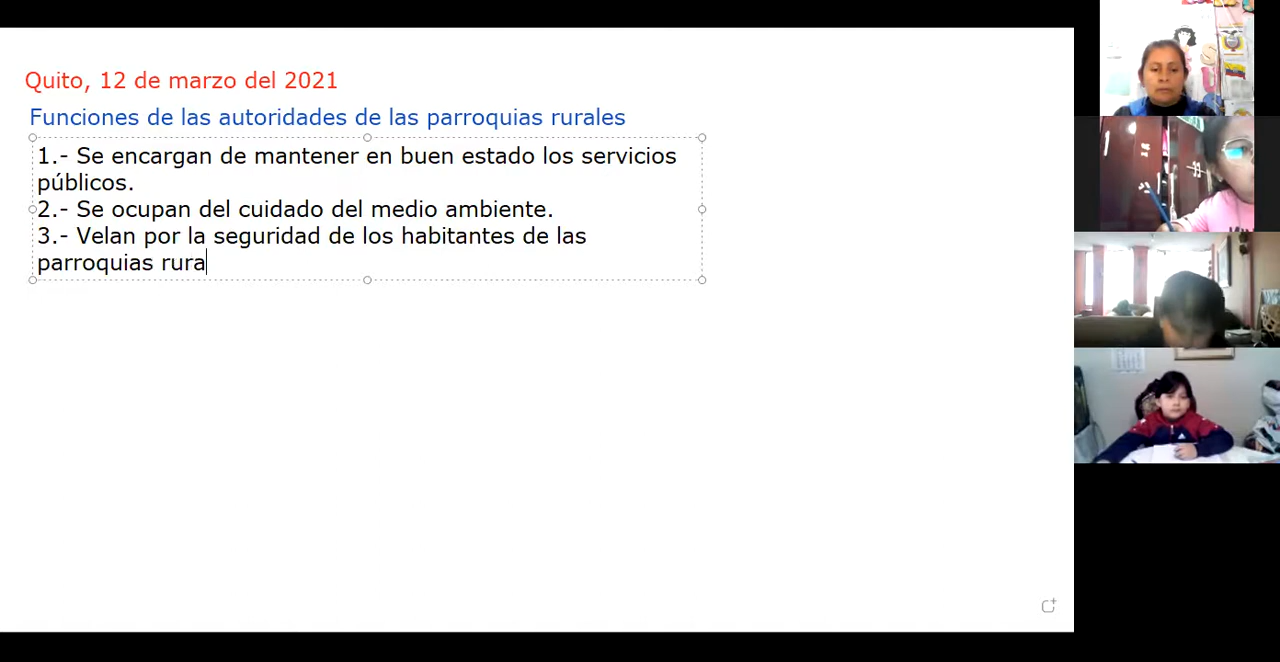 Quito, 12 de marzo del 2021
Funciones de las autoridades de las parroquias rurales
1.- Se encargan de mantener en buen estado los servicios
públicos.
2.- Se ocupan del cuidado del medio ambiente.
3.- Velan por la seguridad de los habitantes de las
parroquias rura